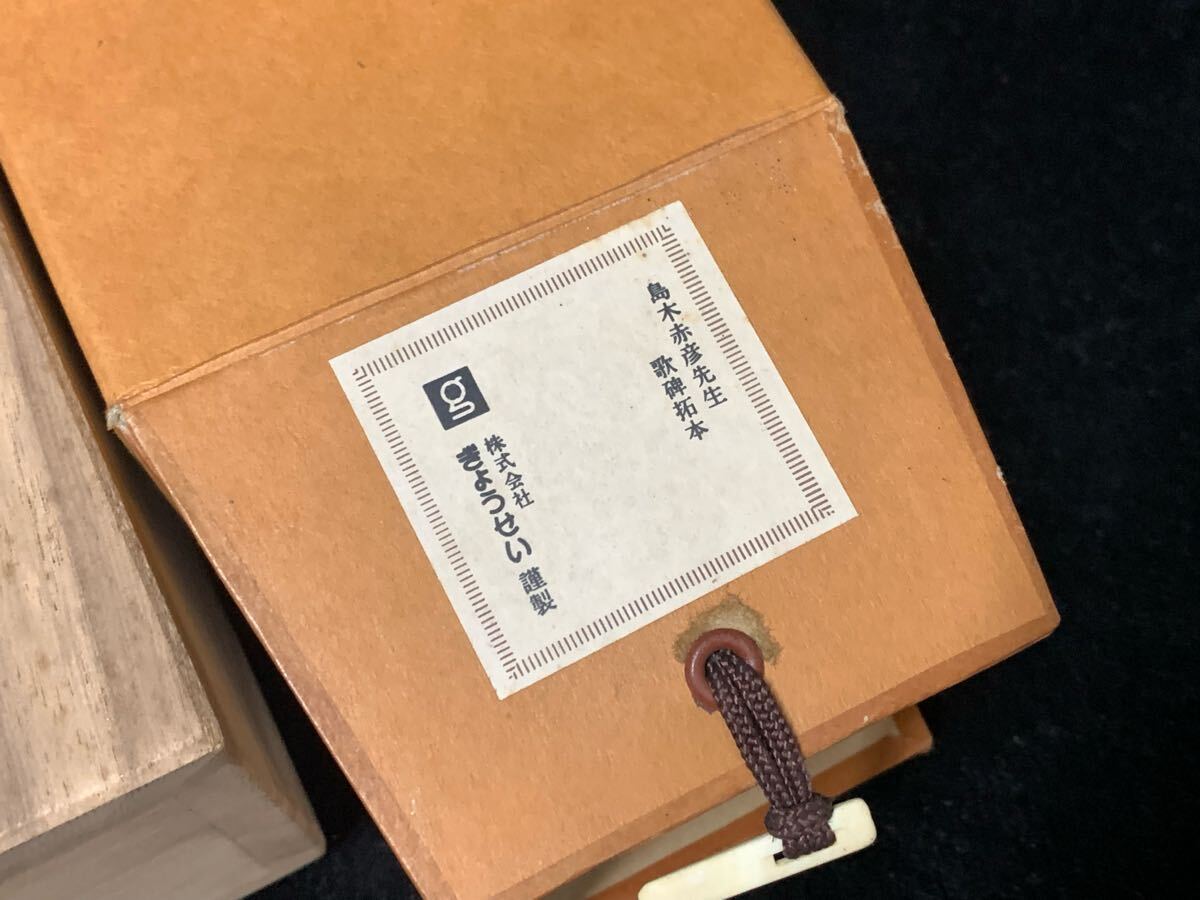 島木赤彦先生
歌碑拓本
g
株式会社
ぎょうせい 謹製